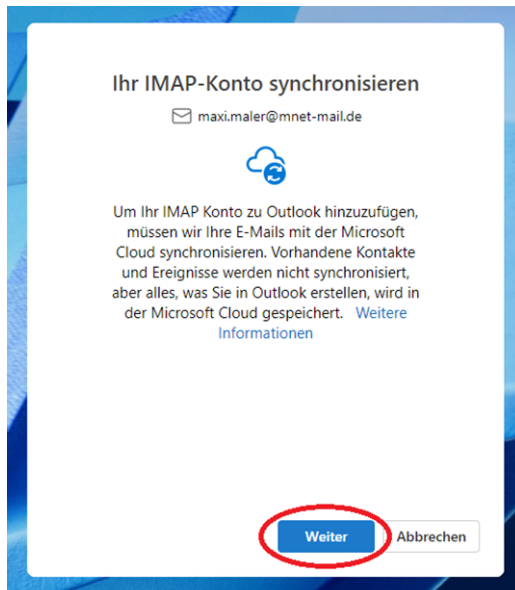 Ihr IMAP-Konto synchronisieren
maxi.maler@mnet-mail.de
Um Ihr IMAP Konto zu Outlook hinzuzufügen,
müssen wir Ihre E-Mails mit der Microsoft
Cloud synchronisieren. Vorhandene Kontakte
und Ereignisse werden nicht synchronisiert,
aber alles, was Sie in Outlook erstellen, wird in
der Microsoft Cloud gespeichert. Weitere
Informationen
Weiter Abbrechen